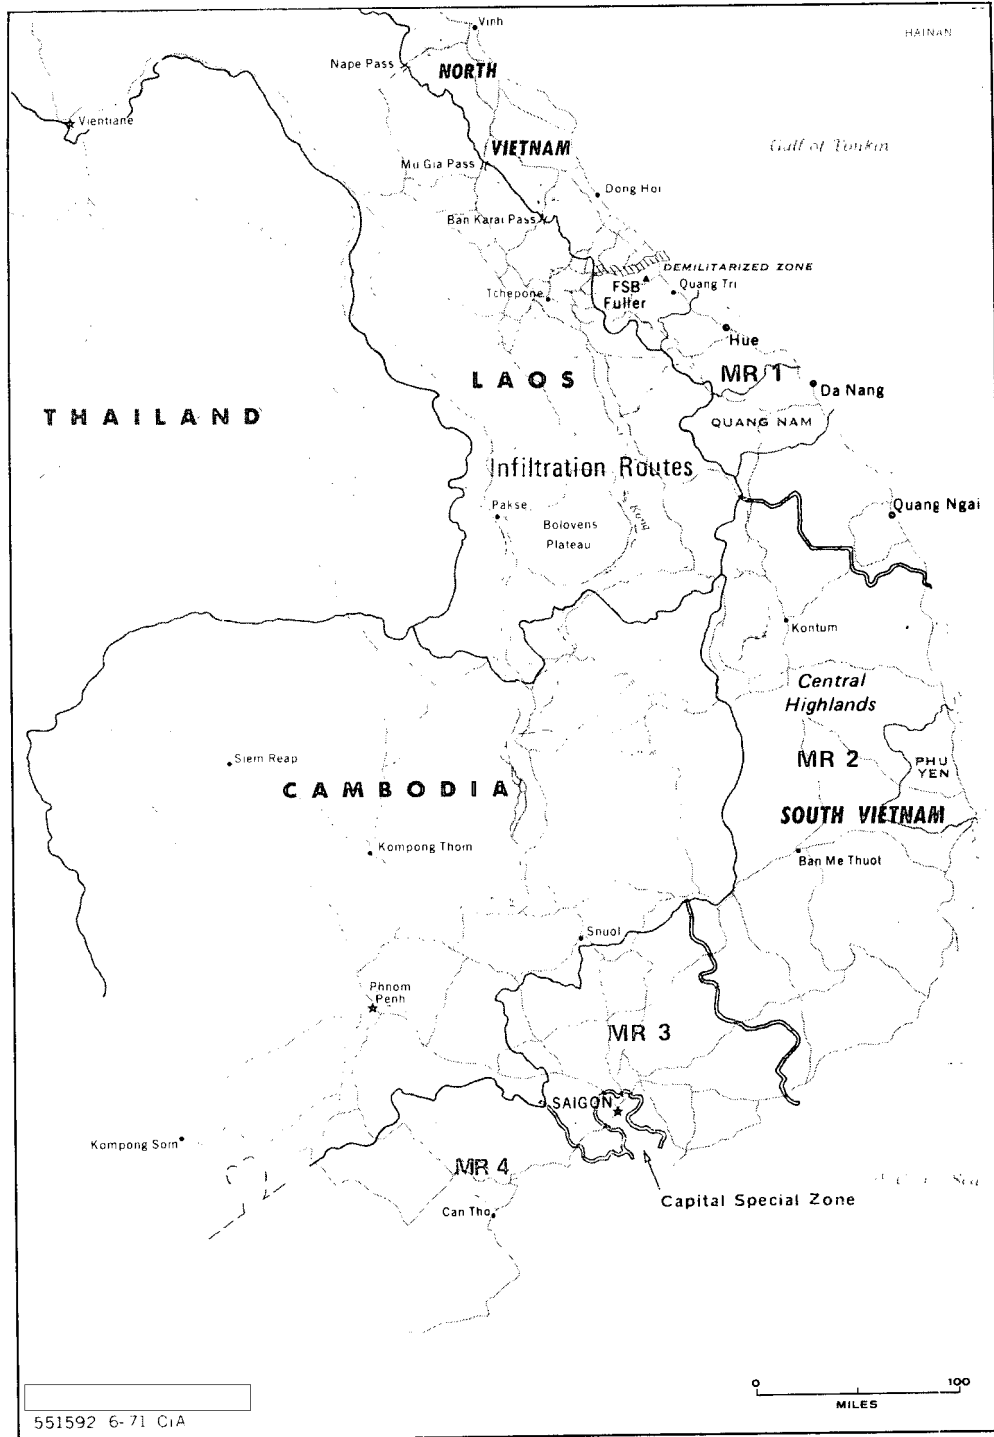 Vinh
HAINAN
Nape Pass
NORTH
VIETNAM
Vientiane
Gulf of Tonkin
Mu Gia Pass
Dong Hoi
Ban Karai Pass
DEMILITARIZED ZONE
FSB
Fuller
Quang Tri
Tchepone
Hue
LAOS
MR 1
Da Nang
THAILAND
QUANG NAM
Infiltration Routes
Pakse
Kong
Bolovens
Plateau
Quang Ngai
Kontum
Central
Highlands
Siem Reap
MR 2
PHU
YEN
CAMBODIA
SOUTH VIETNAM
Kompong Thom
Ban Me Thuot
Snuol
Phnom
Penh
MR 3
SAIGON
Kompong Som
MR 4
Sea
Capital Special Zone
Can Tho
0 100
MILES
551592 6-71 CIA